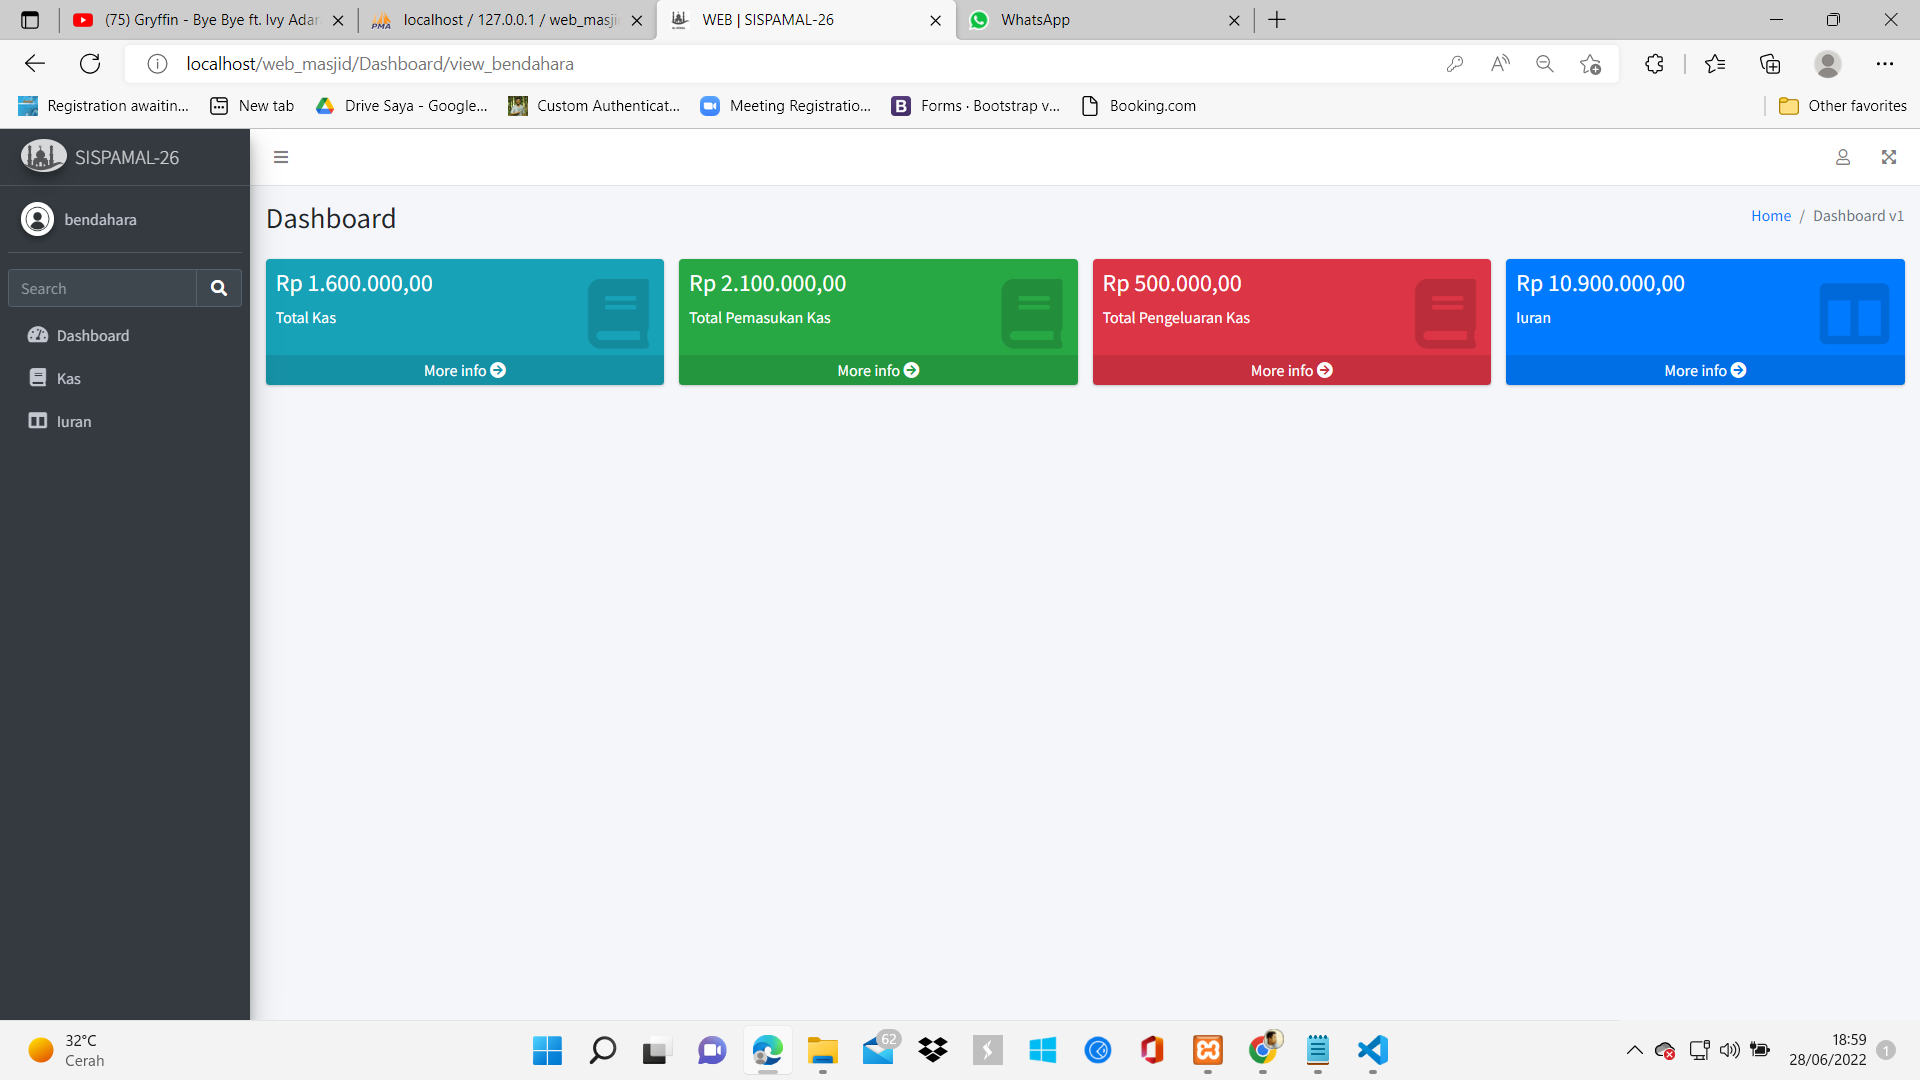 (75) Gryffin - Bye Bye ft. Ivy Adar
localhost / 127.0.0.1 / web_masji
WEB | SISPAMAL-26
WhatsApp
localhost/web_masjid/Dashboard/view_bendahara
Registration awaitin...
New tab
Drive Saya - Google...
Custom Authenticat...
Meeting Registratio...
B
Forms · Bootstrap v...
Booking.com
Other favorites
SISPAMAL-26
bendahara
Search
Dashboard
Kas
Iuran
Dashboard
Home / Dashboard v1
Rp 1.600.000,00
Total Kas
More info
Rp 2.100.000,00
Total Pemasukan Kas
More info
Rp 500.000,00
Total Pengeluaran Kas
More info
Rp 10.900.000,00
Iuran
More info
32°C
Cerah
62
18:59
28/06/2022
1